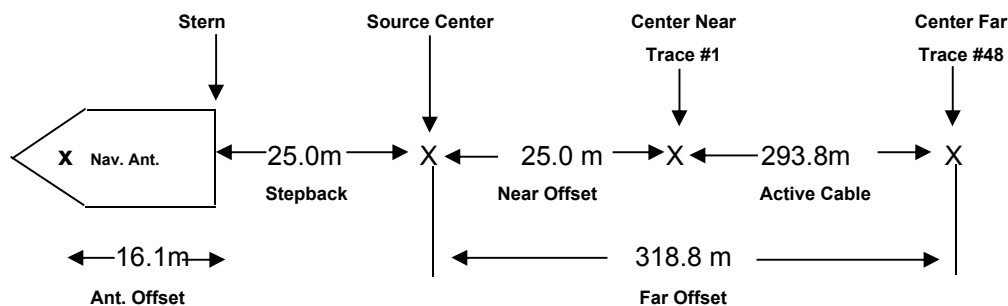 Stern
Source Center
Center Near
Trace #1
Center Far
Trace #48
X Nav. Ant.
25.0m
X
25.0 m
X
293.8m
X
Stepback
Near Offset
Active Cable
16.1m
318.8 m
Ant. Offset
Far Offset